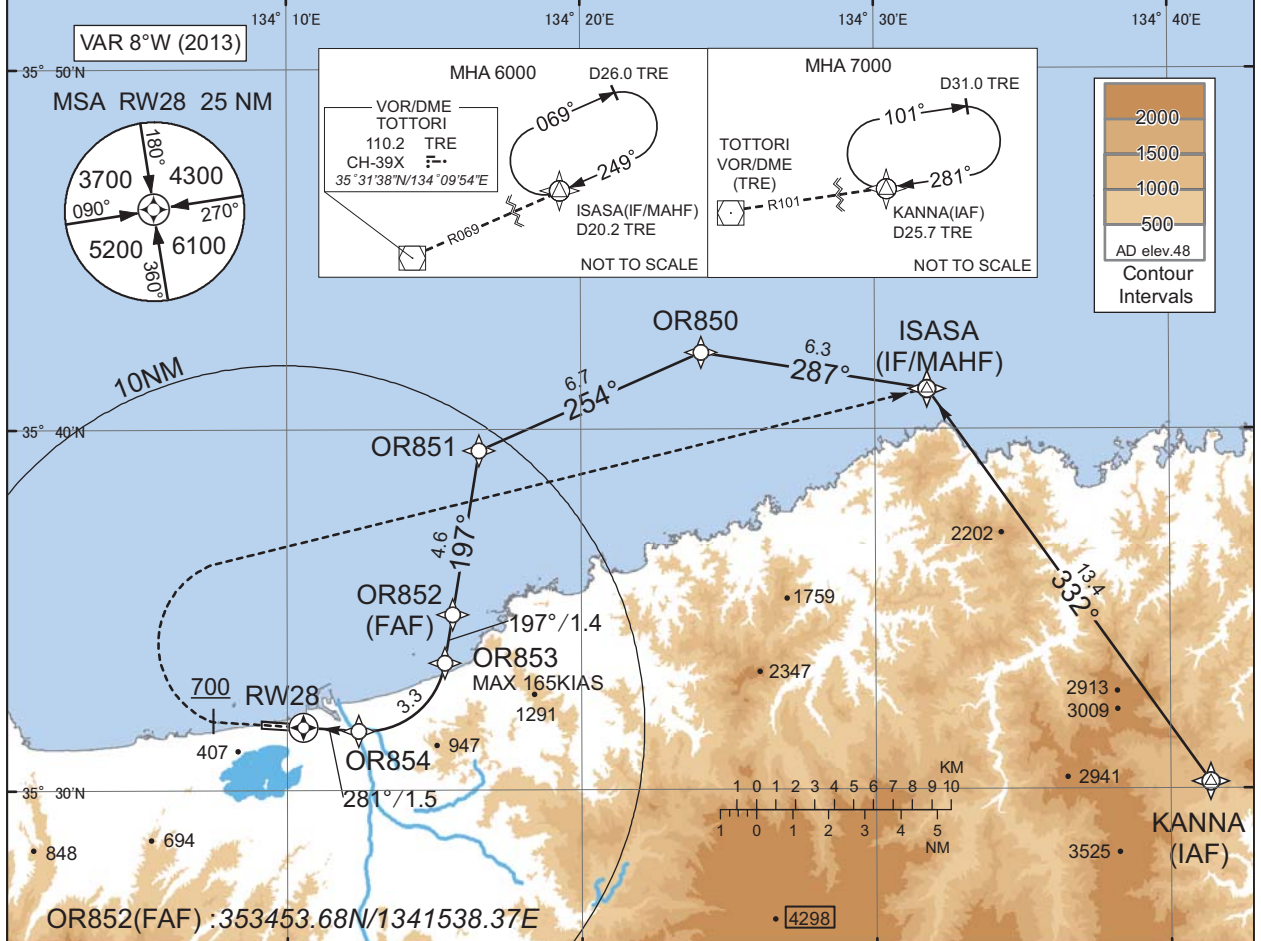 134° 10'E
134° 20'E
134° 30'E
134° 40'E
VAR 8°W (2013)
35° 50'N
MSA RW28 25 NM
180°
3700
4300
090°
270°
5200
6100
360°
MHA 6000
D26.0 TRE
VOR/DME
TOTTORI
110.2 TRE
CH-39X
35°31'38"N/134°09'54"E
069°
249°
R069
ISASA(IF/MAHF)
D20.2 TRE
NOT TO SCALE
MHA 7000
D31.0 TRE
101°
TOTTORI
VOR/DME
(TRE)
281°
R101
KANNA(IAF)
D25.7 TRE
NOT TO SCALE
2000
1500
1000
500
AD elev.48
Contour
Intervals
OR850
ISASA
(IF/MAHF)
6.3
287°
10NM
6.7
254°
35° 40'N
OR851
4.6
197°
2202
13.4
332°
OR852
(FAF)
1759
197°/1.4
OR853
MAX 165KIAS
2347
2913
3009
700
RW28
3.3
1291
407
947
OR854
2941
281°/1.5
35° 30'N
KM
1 0 1 2 3 4 5 6 7 8 9 10
1 0 1 2 3 4 5
NM
KANNA
(IAF)
694
848
3525
OR852(FAF) :353453.68N/1341538.37E
4298